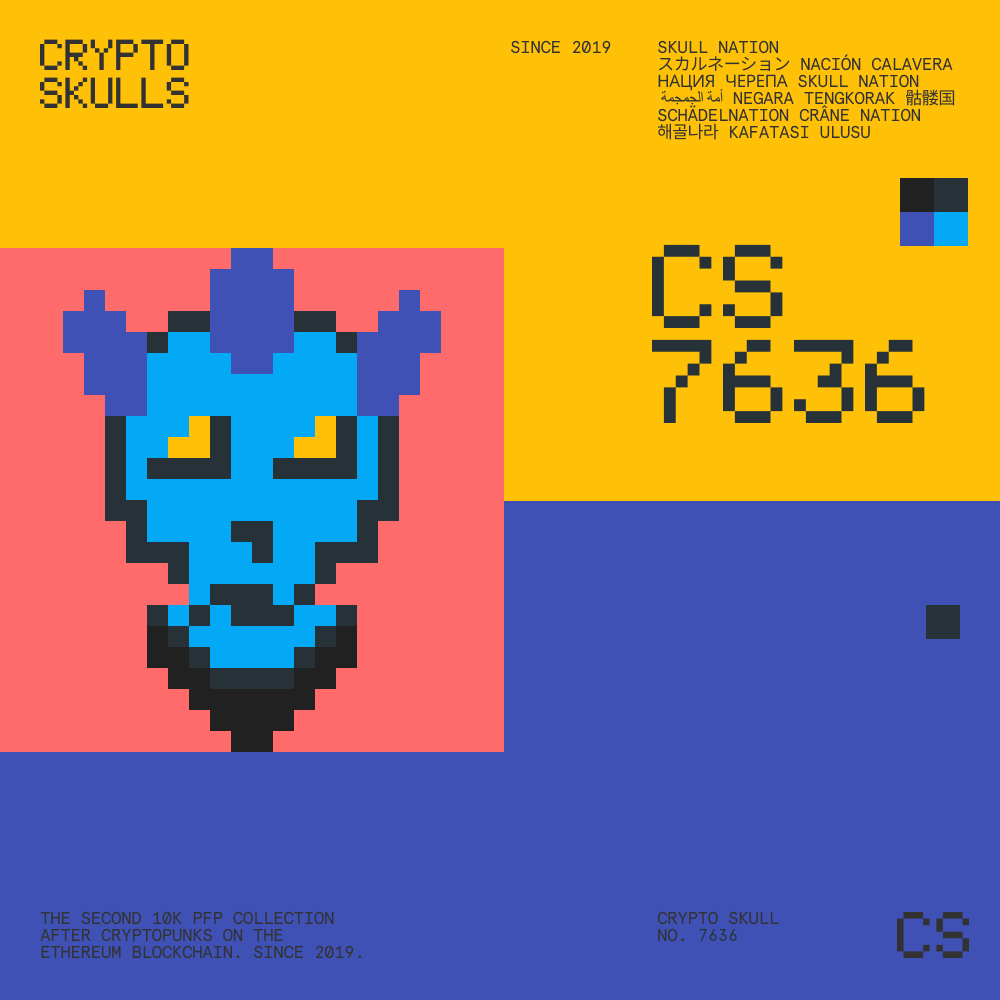 CRYPTO
SKULLS
SINCE 2019
SKULL NATION
スカルネーション NACIÓN CALAVERA
НАЦИЯ ЧЕРЕПА SKULL NATION
أمة الجمجمة NEGARA TENGKORAK 骷髅国
SCHÄDELNATION CRÂNE NATION
해골나라 KAFATASI ULUSU
CS
7636
THE SECOND 10K PFP COLLECTION
AFTER CRYPTOPUNKS ON THE
ETHEREUM BLOCKCHAIN. SINCE 2019.
CRYPTO SKULL
NO. 7636
CS